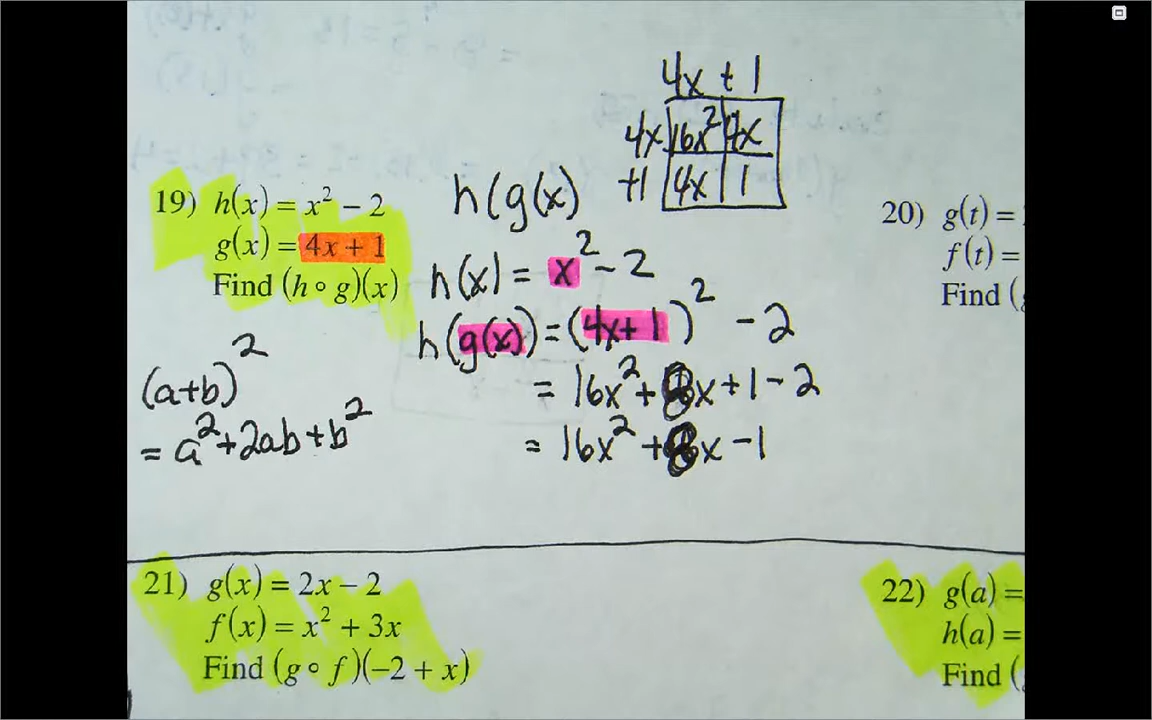 19) h(x) = x² − 2
g(x) = 4x + 1
Find (h ∘ g)(x)
(a+b)²
= a²+2ab+b²
4x + 1
4x 16x² 4x
+1 4x 1
h(g(x)
h(x) = x² - 2
h(g(x)) = (4x+1)² - 2
= 16x² + 8x + 1 - 2
= 16x² + 8x - 1
20) g(t) =
f(t) =
Find (
21) g(x) = 2x − 2
f(x) = x² + 3x
Find (g ∘ f)(−2 + x)
22) g(a) =
h(a) =
Find (